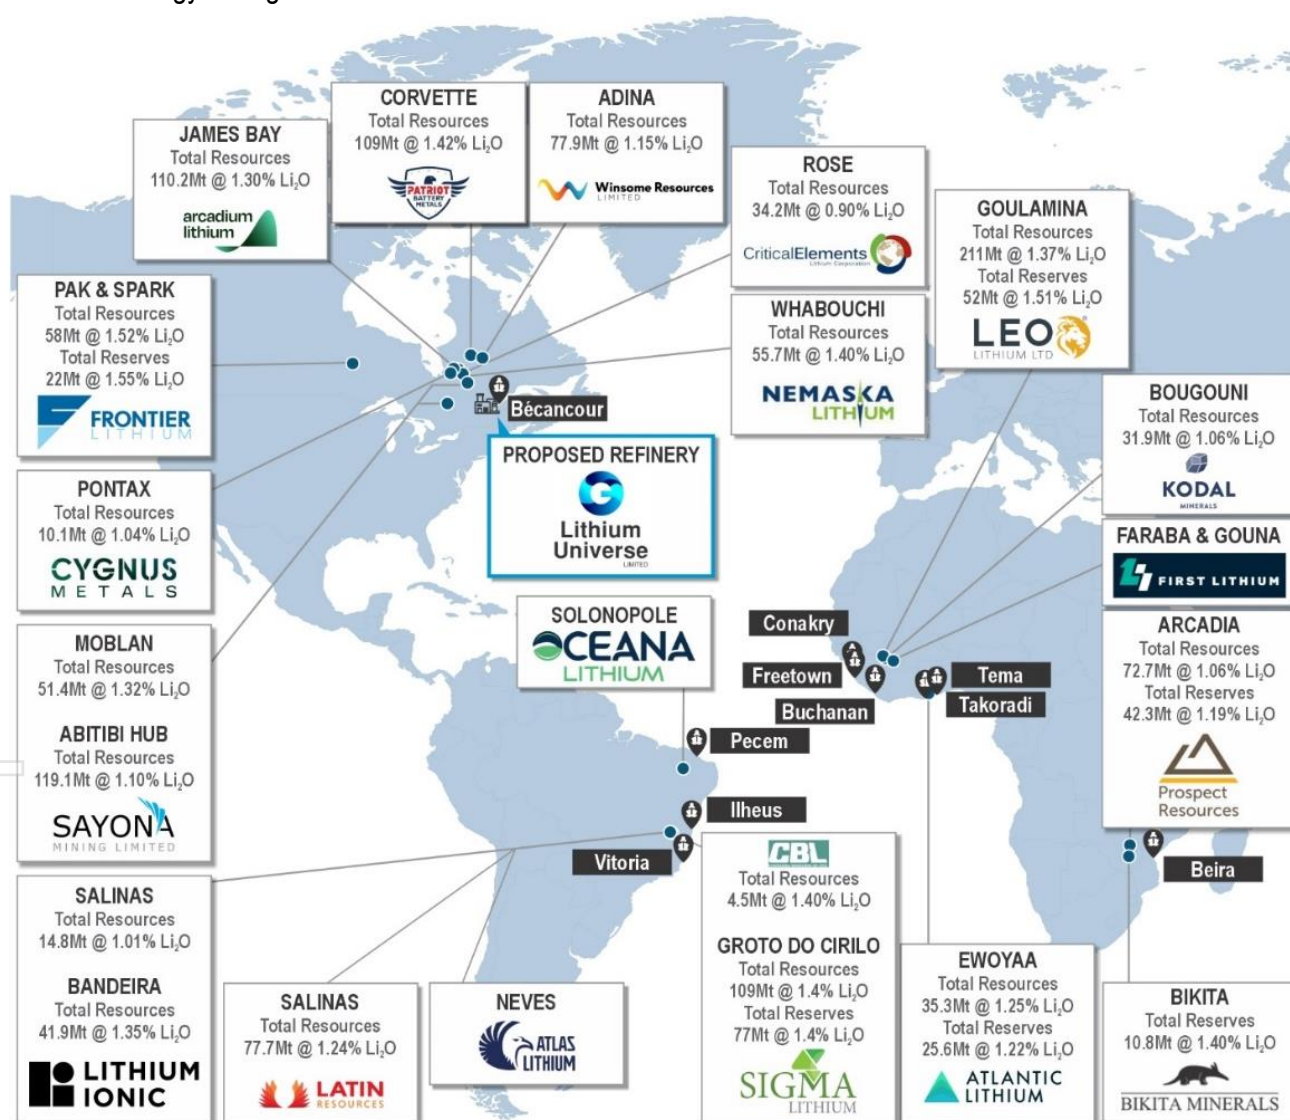 CORVETTE
Total Resources
109Mt @ 1.42% Li₂O
PATRIOT
BATTERY
METALS
ADINA
Total Resources
77.9Mt @ 1.15% Li₂O
Winsome Resources
LIMITED
JAMES BAY
Total Resources
110.2Mt @ 1.30% Li₂O
arcadium
lithium
ROSE
Total Resources
34.2Mt @ 0.90% Li₂O
CriticalElements
Lithium Corporation
GOULAMINA
Total Resources
211Mt @ 1.37% Li₂O
Total Reserves
52Mt @ 1.51% Li₂O
LEO
LITHIUM LTD
PAK & SPARK
Total Resources
58Mt @ 1.52% Li₂O
Total Reserves
22Mt @ 1.55% Li₂O
FRONTIER
LITHIUM
WHABOUCHI
Total Resources
55.7Mt @ 1.40% Li₂O
NEMASKA
LITHIUM
BOUGOUNI
Total Resources
31.9Mt @ 1.06% Li₂O
KODAL
MINERALS
Bécancour
PROPOSED REFINERY
Lithium
Universe
LIMITED
PONTAX
Total Resources
10.1Mt @ 1.04% Li₂O
CYGNUS
METALS
FARABA & GOUNA
FIRST LITHIUM
SOLONOPOLE
OCEANA
LITHIUM
Conakry
Freetown
Buchanan
Tema
Takoradi
ARCADIA
Total Resources
72.7Mt @ 1.06% Li₂O
Total Reserves
42.3Mt @ 1.19% Li₂O
Prospect
Resources
MOBLAN
Total Resources
51.4Mt @ 1.32% Li₂O
ABITIBI HUB
Total Resources
119.1Mt @ 1.10% Li₂O
SAYONA
MINING LIMITED
Pecem
Ilheus
Vitoria
Beira
SALINAS
Total Resources
14.8Mt @ 1.01% Li₂O
BANDEIRA
Total Resources
41.9Mt @ 1.35% Li₂O
LITHIUM
IONIC
SALINAS
Total Resources
77.7Mt @ 1.24% Li₂O
LATIN
RESOURCES
NEVES
ATLAS
LITHIUM
CBL
Total Resources
4.5Mt @ 1.40% Li₂O
GROTO DO CIRILO
Total Resources
109Mt @ 1.4% Li₂O
Total Reserves
77Mt @ 1.4% Li₂O
SIGMA
LITHIUM
EWOYAA
Total Resources
35.3Mt @ 1.25% Li₂O
Total Reserves
25.6Mt @ 1.22% Li₂O
ATLANTIC
LITHIUM
BIKITA
Total Reserves
10.8Mt @ 1.40% Li₂O
BIKITA MINERALS